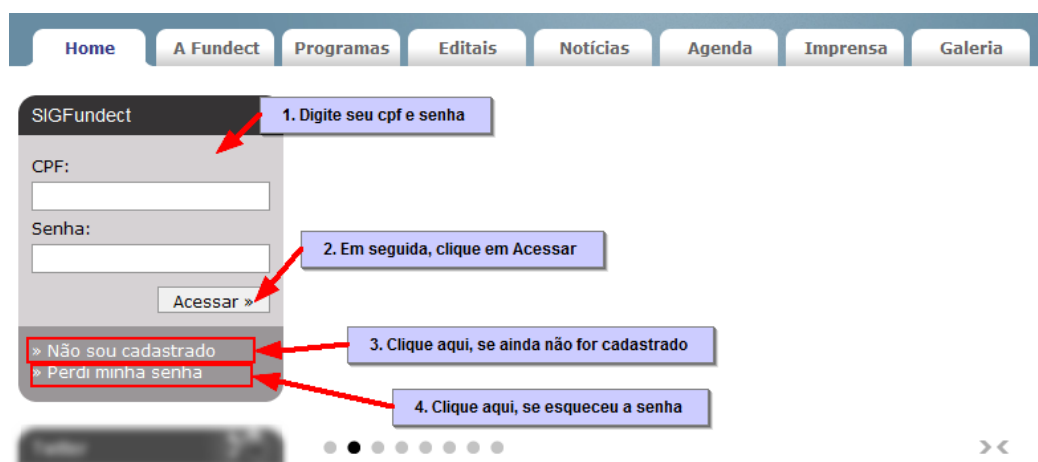 Home A Fundect Programas Editais Notícias Agenda Imprensa Galeria
SIGFundect
1. Digite seu cpf e senha
CPF:
Senha:
2. Em seguida, clique em Acessar
Acessar »
3. Clique aqui, se ainda não for cadastrado
» Não sou cadastrado
» Perdi minha senha
4. Clique aqui, se esqueceu a senha